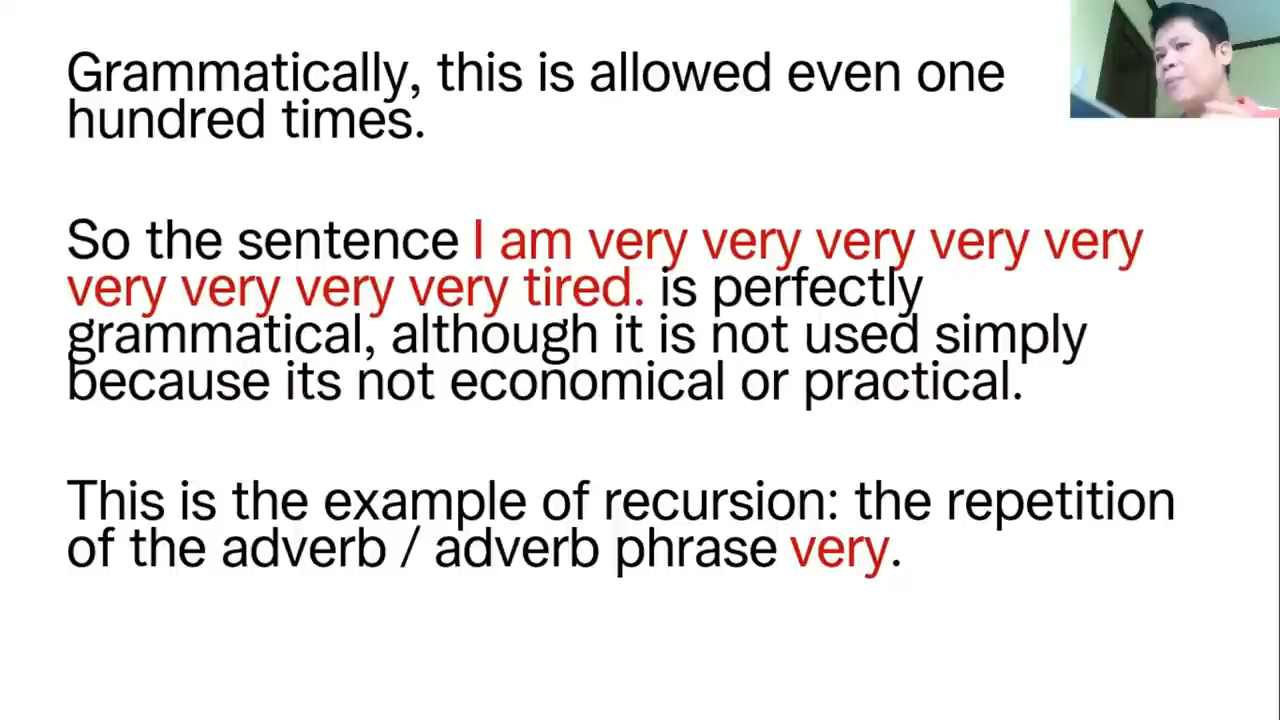 Grammatically, this is allowed even one
hundred times.
So the sentence I am very very very very very
very very very very tired. is perfectly
grammatical, although it is not used simply
because its not economical or practical.
This is the example of recursion: the repetition
of the adverb / adverb phrase very.